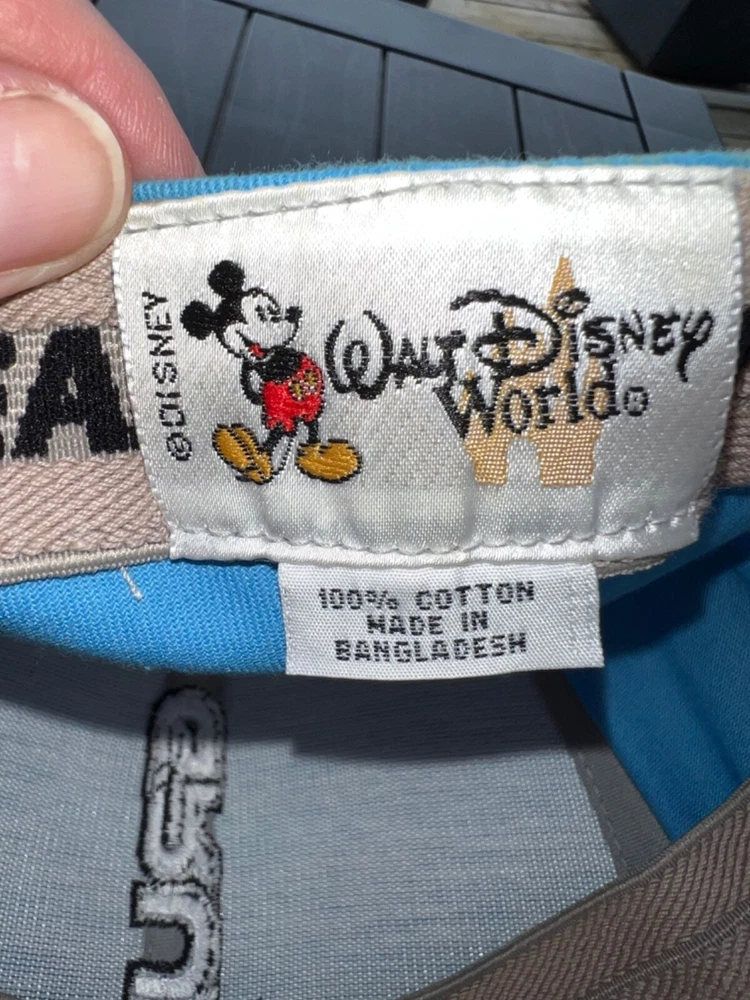 ©DISNEY
WALT DISNEY
World®
100% COTTON
MADE IN
BANGLADESH